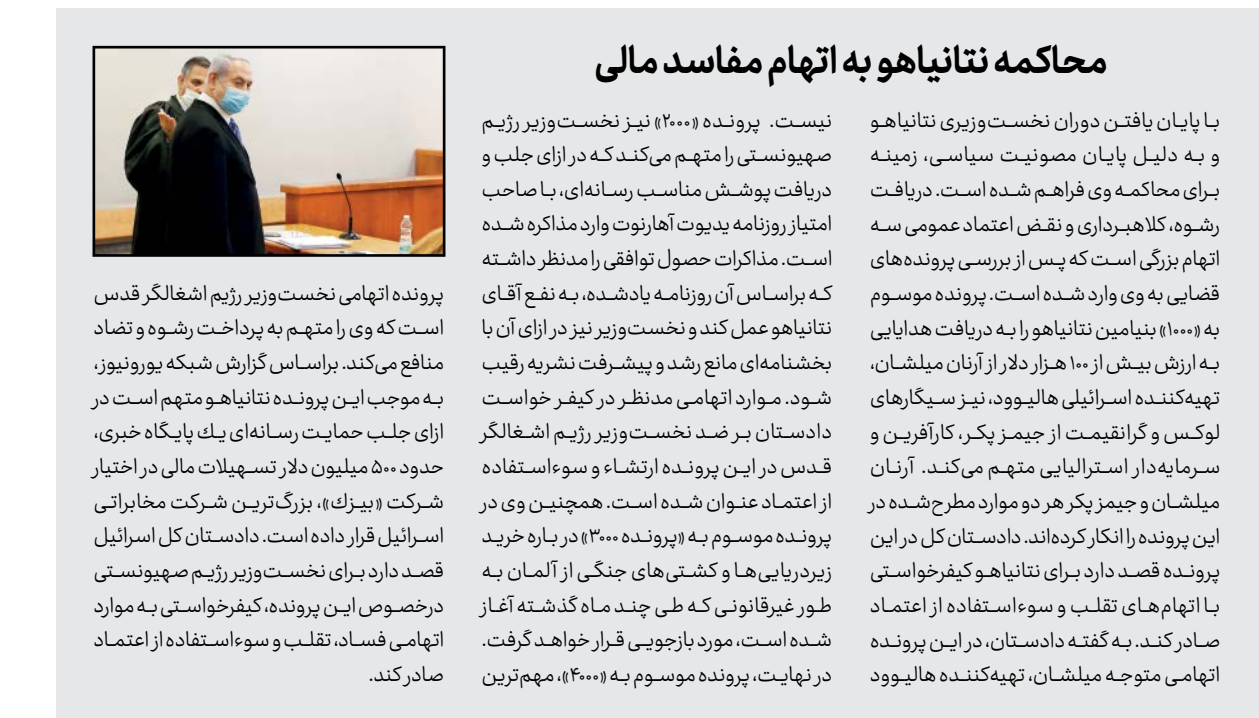 محاکمه نتانیاهو به اتهام مفاسد مالی
با پایان یافتن دوران نخست‌وزیری نتانیاهو
و به دلیل پایان مصونیت سیاسی، زمینه
برای محاکمه وی فراهم شده است. دریافت
رشوه، کلاهبرداری و نقض اعتماد عمومی سه
اتهام بزرگی است که پس از بررسی پرونده‌های
قضایی به وی وارد شده است. پرونده موسوم
به «۱۰۰۰» بنیامین نتانیاهو را به دریافت هدایایی
به ارزش بیش از ۱۰۰ هزار دلار از آرنان میلشان،
تهیه‌کننده اسرائیلی هالیوود، نیز سیگارهای
لوکس و گرانقیمت از جیمز پکر، کارآفرین و
سرمایه‌دار استرالیایی متهم می‌کند. آرنان
میلشان و جیمز پکر هر دو موارد مطرح‌شده در
این پرونده را انکار کرده‌اند. دادستان کل در این
پرونده قصد دارد برای نتانیاهو کیفرخواستی
با اتهام‌های تقلب و سوءاستفاده از اعتماد
صادر کند. به گفته دادستان، در این پرونده
اتهامی متوجه میلشان، تهیه‌کننده هالیوود
نیست. پرونده «۲۰۰۰» نیز نخست‌وزیر رژیم
صهیونستی را متهم می‌کند که در ازای جلب و
دریافت پوشش مناسب رسانه‌ای، با صاحب
امتیاز روزنامه یدیوت آهارنوت وارد مذاکره شده
است. مذاکرات حصول توافقی را مدنظر داشته
که براساس آن روزنامه یادشده، به نفع آقای
نتانیاهو عمل کند و نخست‌وزیر نیز در ازای آن با
بخشنامه‌ای مانع رشد و پیشرفت نشریه رقیب
شود. موارد اتهامی مدنظر در کیفر خواست
دادستان بر ضد نخست‌وزیر رژیم اشغالگر
قدس در این پرونده ارتشاء و سوءاستفاده
از اعتماد عنوان شده است. همچنین وی در
پرونده موسوم به «پرونده ۳۰۰۰» در باره خرید
زیردریایی‌ها و کشتی‌های جنگی از آلمان به
طور غیرقانونی که طی چند ماه گذشته آغاز
شده است، مورد بازجویی قرار خواهد گرفت.
در نهایت، پرونده موسوم به «۴۰۰۰»، مهم‌ترین
پرونده اتهامی نخست‌وزیر رژیم اشغالگر قدس
است که وی را متهم به پرداخت رشوه و تضاد
منافع می‌کند. براساس گزارش شبکه یورونیوز،
به موجب این پرونده نتانیاهو متهم است در
ازای جلب حمایت رسانه‌ای یك پایگاه خبری،
حدود ۵۰۰ میلیون دلار تسهیلات مالی در اختیار
شرکت «بیزك»، بزرگ‌ترین شرکت مخابراتی
اسرائیل قرار داده است. دادستان کل اسرائیل
قصد دارد برای نخست‌وزیر رژیم صهیونستی
درخصوص این پرونده، کیفرخواستی به موارد
اتهامی فساد، تقلب و سوءاستفاده از اعتماد
صادر کند.